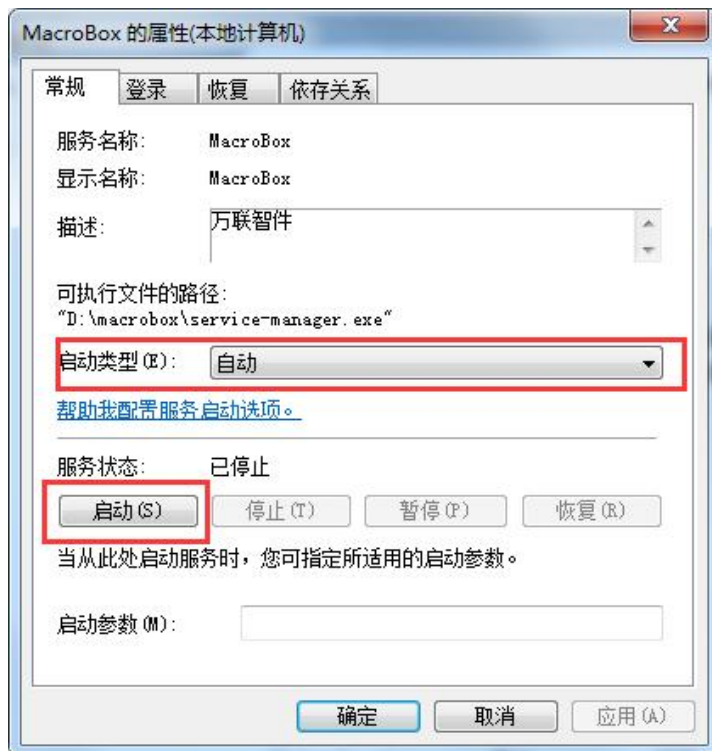 MacroBox 的属性(本地计算机)
常规 登录 恢复 依存关系
服务名称: MacroBox
显示名称: MacroBox
描述: 万联智件
可执行文件的路径:
"D:\macrobox\service-manager.exe"
启动类型(E): 自动
帮助我配置服务启动选项。
服务状态: 已停止
启动(S) 停止(T) 暂停(P) 恢复(R)
当从此处启动服务时，您可指定所适用的启动参数。
启动参数(M):
确定 取消 应用(A)